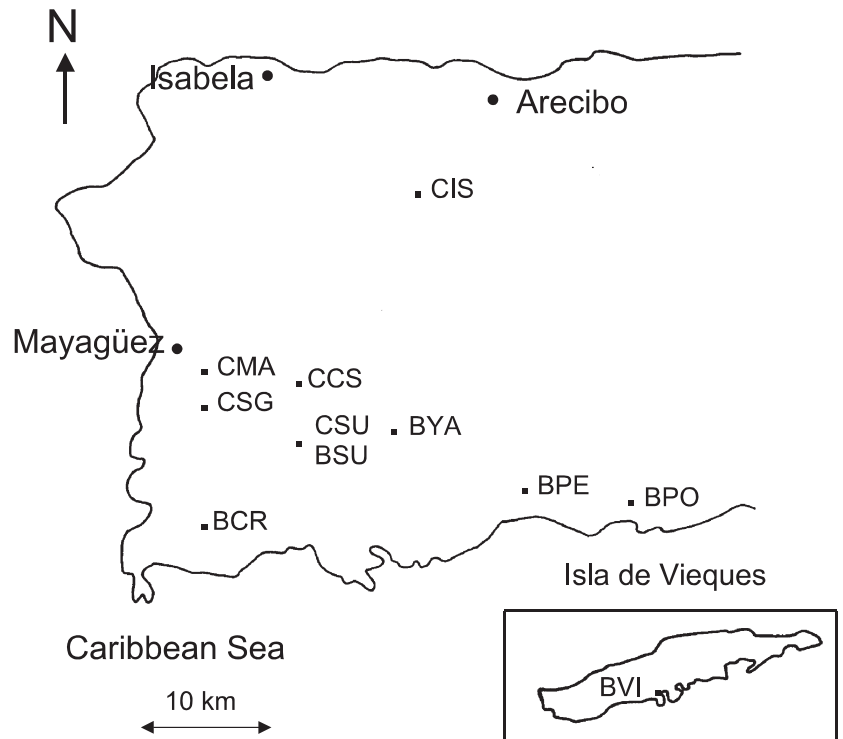 N
Isabela
Arecibo
CIS
Mayagüez
CMA
CCS
CSG
CSU
BYA
BSU
BPE
BPO
BCR
Isla de Vieques
Caribbean Sea
BVI
10 km